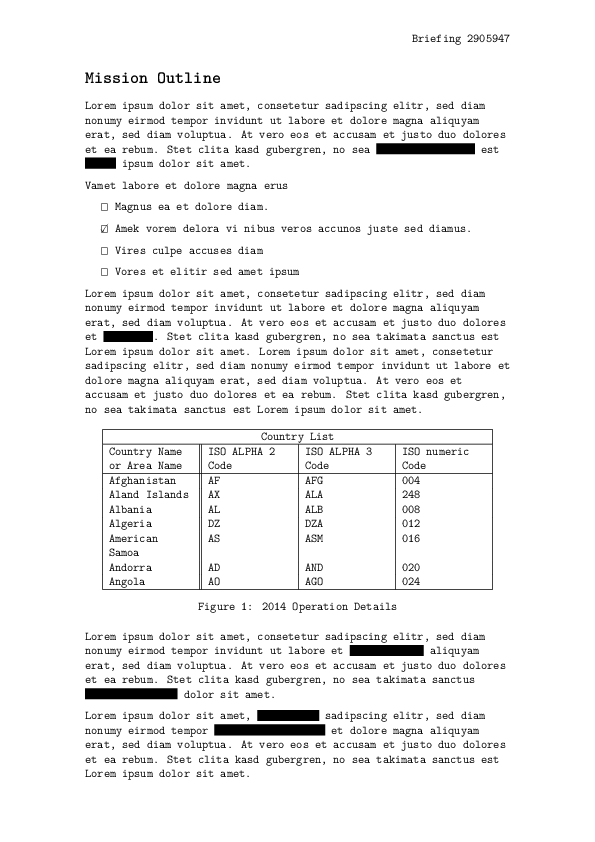 Briefing 2905947
Mission Outline
Lorem ipsum dolor sit amet, consetetur sadipscing elitr, sed diam
nonumy eirmod tempor invidunt ut labore et dolore magna aliquyam
erat, sed diam voluptua. At vero eos et accusam et justo duo dolores
et ea rebum. Stet clita kasd gubergren, no sea est
ipsum dolor sit amet.
Vamet labore et dolore magna erus
☐ Magnus ea et dolore diam.
☑ Amek vorem delora vi nibus veros accunos juste sed diamus.
☐ Vires culpe accuses diam
☐ Vores et elitir sed amet ipsum
Lorem ipsum dolor sit amet, consetetur sadipscing elitr, sed diam
nonumy eirmod tempor invidunt ut labore et dolore magna aliquyam
erat, sed diam voluptua. At vero eos et accusam et justo duo dolores
et . Stet clita kasd gubergren, no sea takimata sanctus est
Lorem ipsum dolor sit amet. Lorem ipsum dolor sit amet, consetetur
sadipscing elitr, sed diam nonumy eirmod tempor invidunt ut labore et
dolore magna aliquyam erat, sed diam voluptua. At vero eos et
accusam et justo duo dolores et ea rebum. Stet clita kasd gubergren,
no sea takimata sanctus est Lorem ipsum dolor sit amet.
Country List
Country Name ISO ALPHA 2 ISO ALPHA 3 ISO numeric
or Area Name Code Code Code
Afghanistan AF AFG 004
Aland Islands AX ALA 248
Albania AL ALB 008
Algeria DZ DZA 012
American AS ASM 016
Samoa
Andorra AD AND 020
Angola AO AGO 024
Figure 1: 2014 Operation Details
Lorem ipsum dolor sit amet, consetetur sadipscing elitr, sed diam
nonumy eirmod tempor invidunt ut labore et aliquyam
erat, sed diam voluptua. At vero eos et accusam et justo duo dolores
et ea rebum. Stet clita kasd gubergren, no sea takimata sanctus
dolor sit amet.
Lorem ipsum dolor sit amet, sadipscing elitr, sed diam
nonumy eirmod tempor et dolore magna aliquyam
erat, sed diam voluptua. At vero eos et accusam et justo duo dolores
et ea rebum. Stet clita kasd gubergren, no sea takimata sanctus est
Lorem ipsum dolor sit amet.